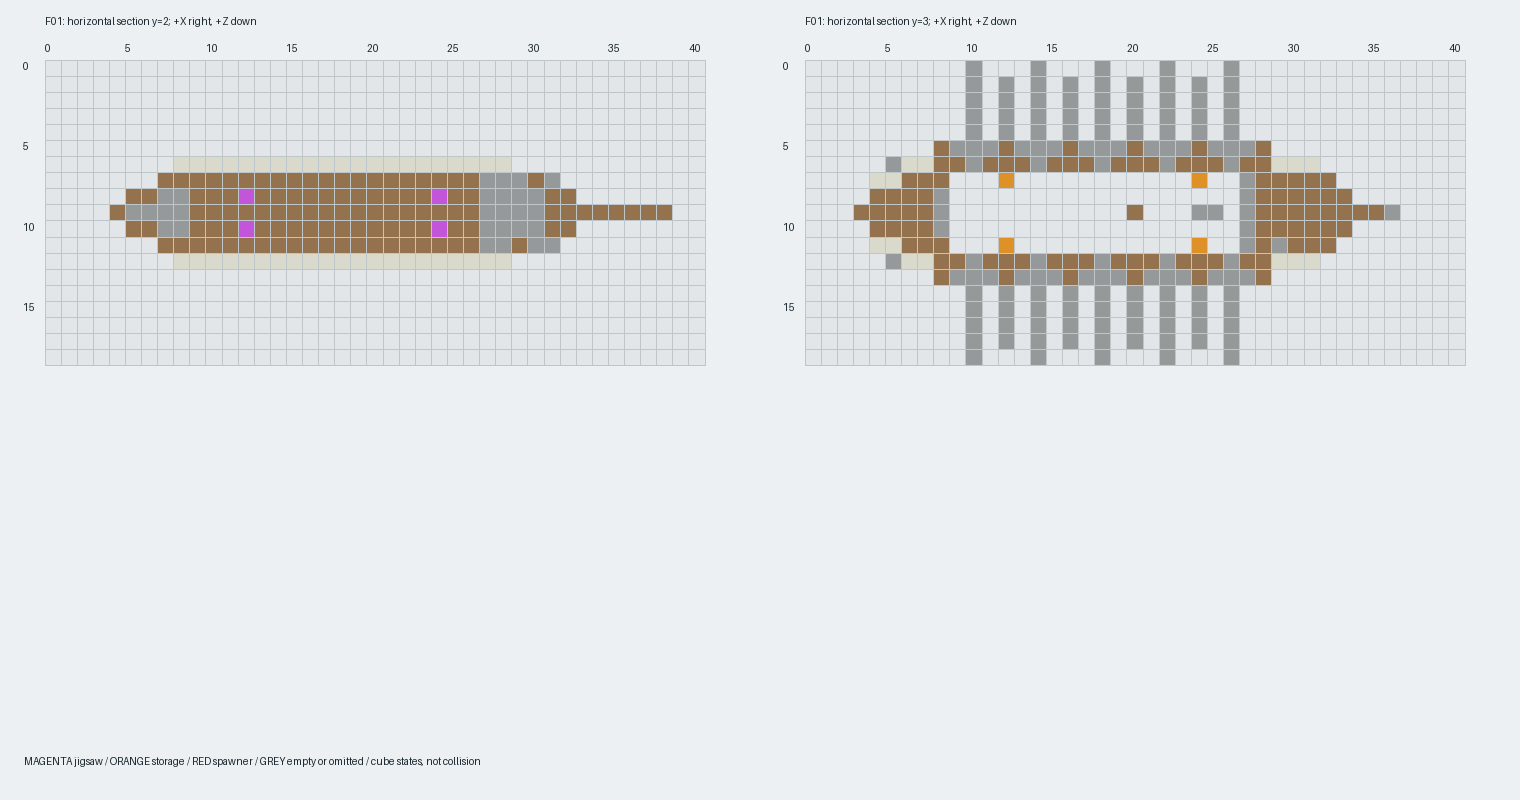 F01: horizontal section y=2; +X right, +Z down
F01: horizontal section y=3; +X right, +Z down
0 5 10 15 20 25 30 35 40
0 5 10 15 20 25 30 35 40
0
0
5
5
10
10
15
15
MAGENTA jigsaw / ORANGE storage / RED spawner / GREY empty or omitted / cube states, not collision